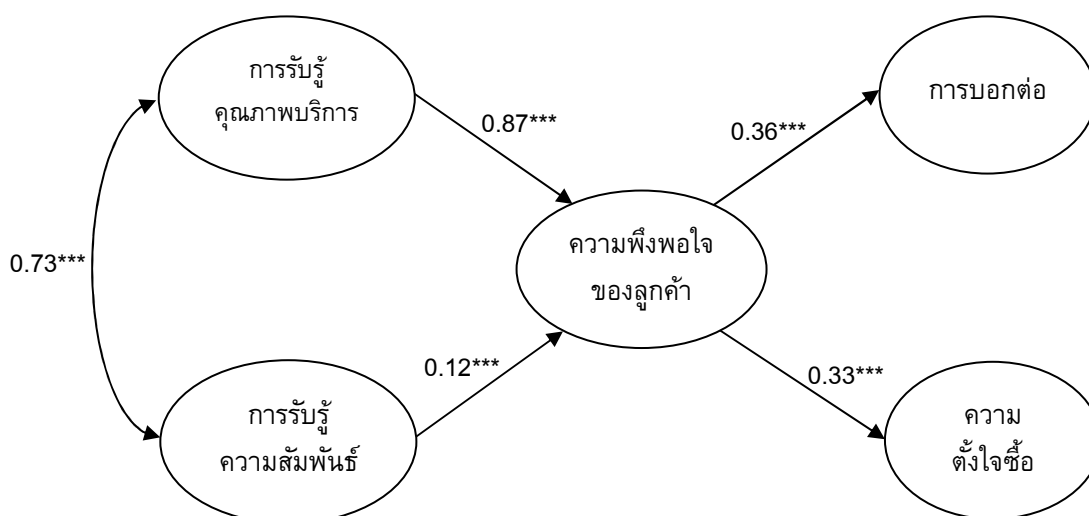 การรับรู้
คุณภาพบริการ
การบอกต่อ
0.87***
0.36***
ความพึงพอใจ
ของลูกค้า
0.73***
0.12***
0.33***
การรับรู้
ความสัมพันธ์
ความ
ตั้งใจซื้อ